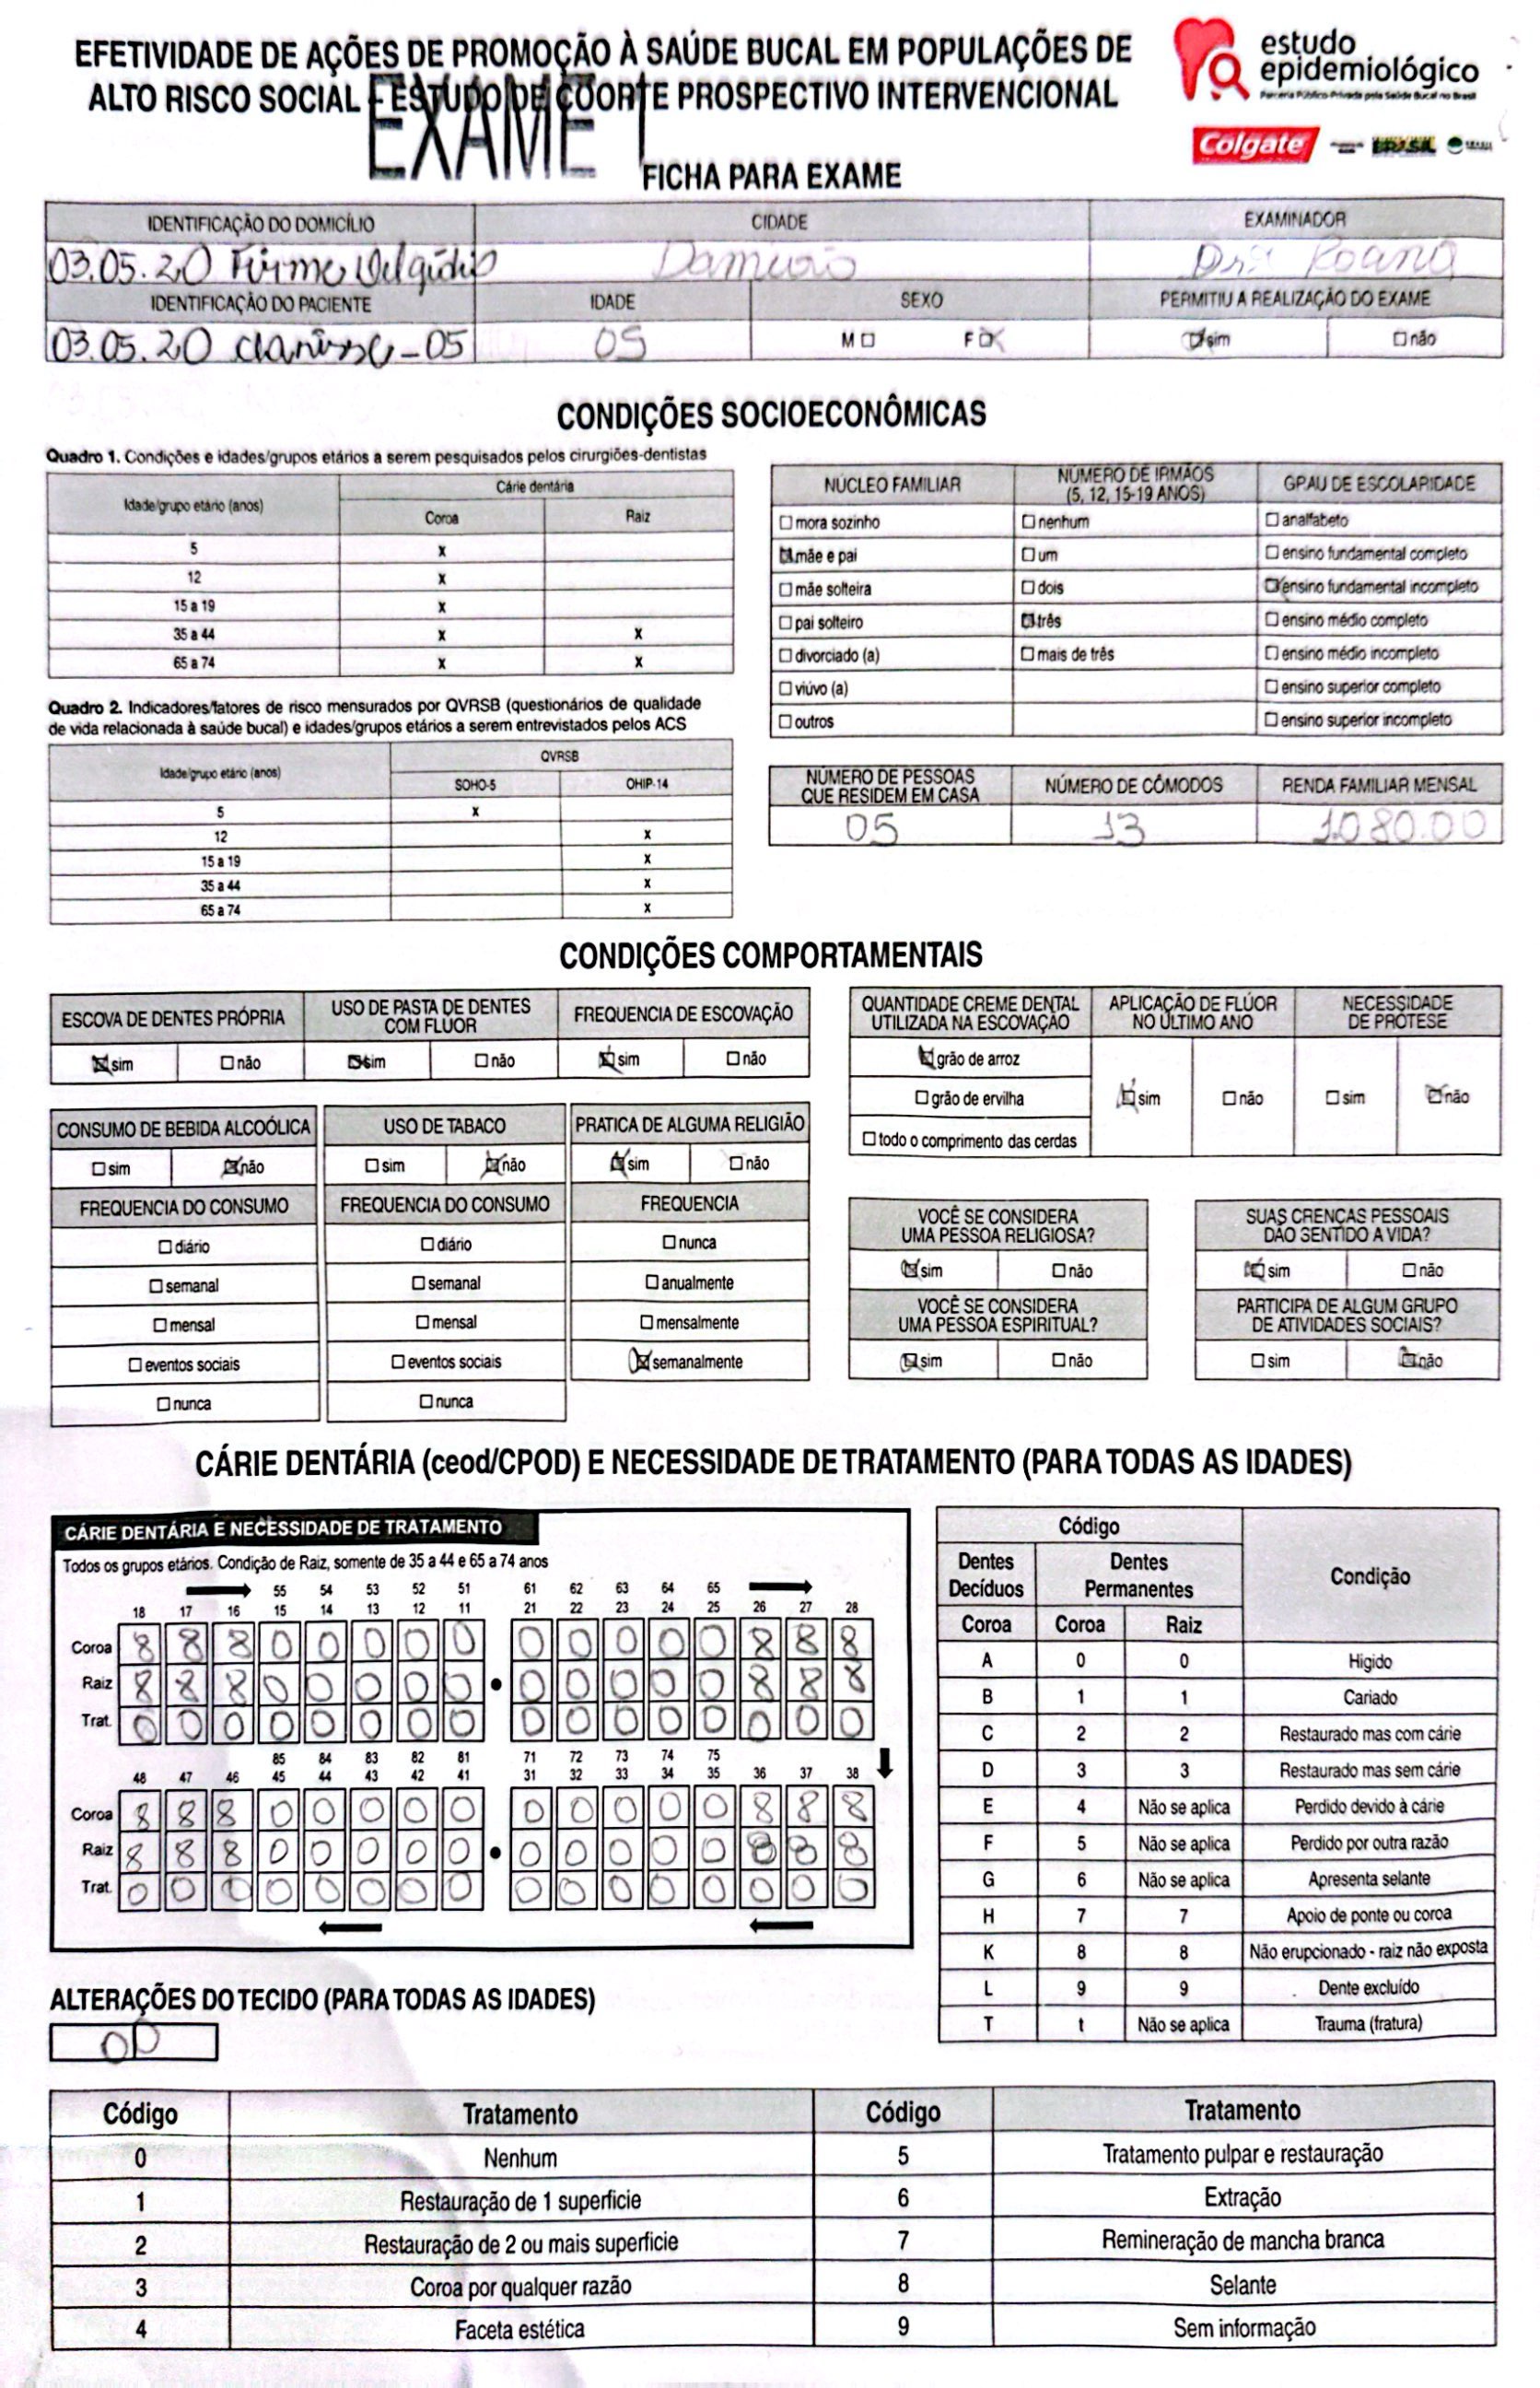 EFETIVIDADE DE AÇÕES DE PROMOÇÃO À SAÚDE BUCAL EM POPULAÇÕES DE
ALTO RISCO SOCIAL - ESTUDO DE COORTE PROSPECTIVO INTERVENCIONAL
estudo
epidemiológico
Parceria Público-Privada pela Saúde Bucal no Brasil
Colgate
BRASIL
EXAME 1
FICHA PARA EXAME
IDENTIFICAÇÃO DO DOMICÍLIO CIDADE EXAMINADOR
03.05.20 Firmo Dra
IDENTIFICAÇÃO DO PACIENTE IDADE SEXO PERMITIU A REALIZAÇÃO DO EXAME
03.05.20 -05 05 M F X sim não
CONDIÇÕES SOCIOECONÔMICAS
Quadro 1. Condições e idades/grupos etários a serem pesquisados pelos cirurgiões-dentistas
Idade/grupo etário (anos) Cárie dentária
Coroa Raiz
5 x
12 x
15 a 19 x
35 a 44 x x
65 a 74 x x
NÚCLEO FAMILIAR NÚMERO DE IRMÃOS (5, 12, 15-19 ANOS) GRAU DE ESCOLARIDADE
mora sozinho nenhum analfabeto
mãe e pai um ensino fundamental completo
mãe solteira dois ensino fundamental incompleto
pai solteiro três ensino médio completo
divorciado (a) mais de três ensino médio incompleto
viúvo (a) ensino superior completo
outros ensino superior incompleto
Quadro 2. Indicadores/fatores de risco mensurados por QVRSB (questionários de qualidade
de vida relacionada à saúde bucal) e idades/grupos etários a serem entrevistados pelos ACS
Idade/grupo etário (anos) QVRSB
SOHO-5 OHIP-14
5 x
12 x
15 a 19 x
35 a 44 x
65 a 74 x
NÚMERO DE PESSOAS QUE RESIDEM EM CASA NÚMERO DE CÔMODOS RENDA FAMILIAR MENSAL
05 13 1.080.00
CONDIÇÕES COMPORTAMENTAIS
ESCOVA DE DENTES PRÓPRIA USO DE PASTA DE DENTES COM FLÚOR FREQUENCIA DE ESCOVAÇÃO
sim não sim não sim não
QUANTIDADE CREME DENTAL UTILIZADA NA ESCOVAÇÃO APLICAÇÃO DE FLÚOR NO ÚLTIMO ANO NECESSIDADE DE PRÓTESE
grão de arroz
grão de ervilha sim não sim não
todo o comprimento das cerdas
CONSUMO DE BEBIDA ALCOÓLICA USO DE TABACO PRATICA DE ALGUMA RELIGIÃO
sim não sim não sim não
FREQUENCIA DO CONSUMO FREQUENCIA DO CONSUMO FREQUENCIA
diário diário nunca
semanal semanal anualmente
mensal mensal mensalmente
eventos sociais eventos sociais semanalmente
nunca nunca
VOCÊ SE CONSIDERA UMA PESSOA RELIGIOSA? SUAS CRENÇAS PESSOAIS DÃO SENTIDO A VIDA?
sim não sim não
VOCÊ SE CONSIDERA UMA PESSOA ESPIRITUAL? PARTICIPA DE ALGUM GRUPO DE ATIVIDADES SOCIAIS?
sim não sim não
CÁRIE DENTÁRIA (ceod/CPOD) E NECESSIDADE DE TRATAMENTO (PARA TODAS AS IDADES)
CÁRIE DENTÁRIA E NECESSIDADE DE TRATAMENTO
Todos os grupos etários. Condição de Raiz, somente de 35 a 44 e 65 a 74 anos
55 54 53 52 51 61 62 63 64 65
18 17 16 15 14 13 12 11 21 22 23 24 25 26 27 28
Coroa 8 8 8 0 0 0 0 0 0 0 0 0 0 8 8 8
Raiz 8 8 8 0 0 0 0 0 0 0 0 0 0 8 8 8
Trat. 0 0 0 0 0 0 0 0 0 0 0 0 0 0 0 0
85 84 83 82 81 71 72 73 74 75
48 47 46 45 44 43 42 41 31 32 33 34 35 36 37 38
Coroa 8 8 8 0 0 0 0 0 0 0 0 0 0 8 8 8
Raiz 8 8 8 0 0 0 0 0 0 0 0 0 0 8 8 8
Trat. 0 0 0 0 0 0 0 0 0 0 0 0 0 0 0 0
Código Condição
Dentes Decíduos Dentes Permanentes
Coroa Coroa Raiz
A 0 0 Higido
B 1 1 Cariado
C 2 2 Restaurado mas com cárie
D 3 3 Restaurado mas sem cárie
E 4 Não se aplica Perdido devido à cárie
F 5 Não se aplica Perdido por outra razão
G 6 Não se aplica Apresenta selante
H 7 7 Apoio de ponte ou coroa
K 8 8 Não erupcionado - raiz não exposta
L 9 9 Dente excluído
T t Não se aplica Trauma (fratura)
ALTERAÇÕES DO TECIDO (PARA TODAS AS IDADES)
00
Código Tratamento Código Tratamento
0 Nenhum 5 Tratamento pulpar e restauração
1 Restauração de 1 superficie 6 Extração
2 Restauração de 2 ou mais superficie 7 Remineração de mancha branca
3 Coroa por qualquer razão 8 Selante
4 Faceta estética 9 Sem informação